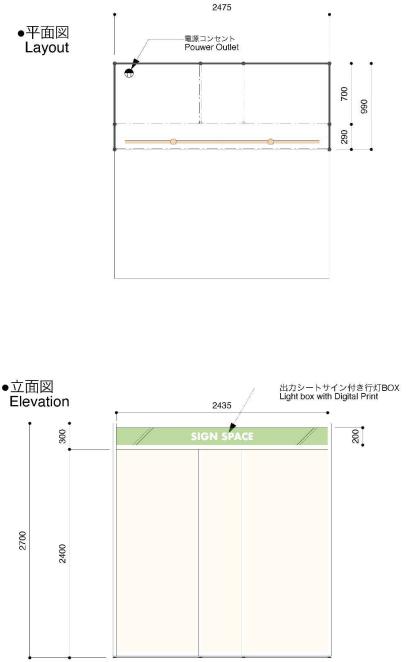 2475
●平面図
Layout
電源コンセント
Pouwer Outlet
700
990
290
●立面図
Elevation
出力シートサイン付き行灯BOX
Light box with Digital Print
2435
300
SIGN SPACE
200
2700
2400